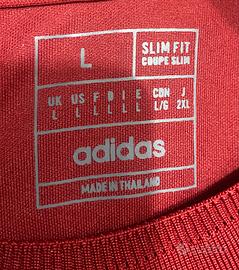 L
SLIM FIT
COUPE SLIM
UK US F D I E CDN J
L L L L L L L/G 2XL
adidas
MADE IN THAILAND